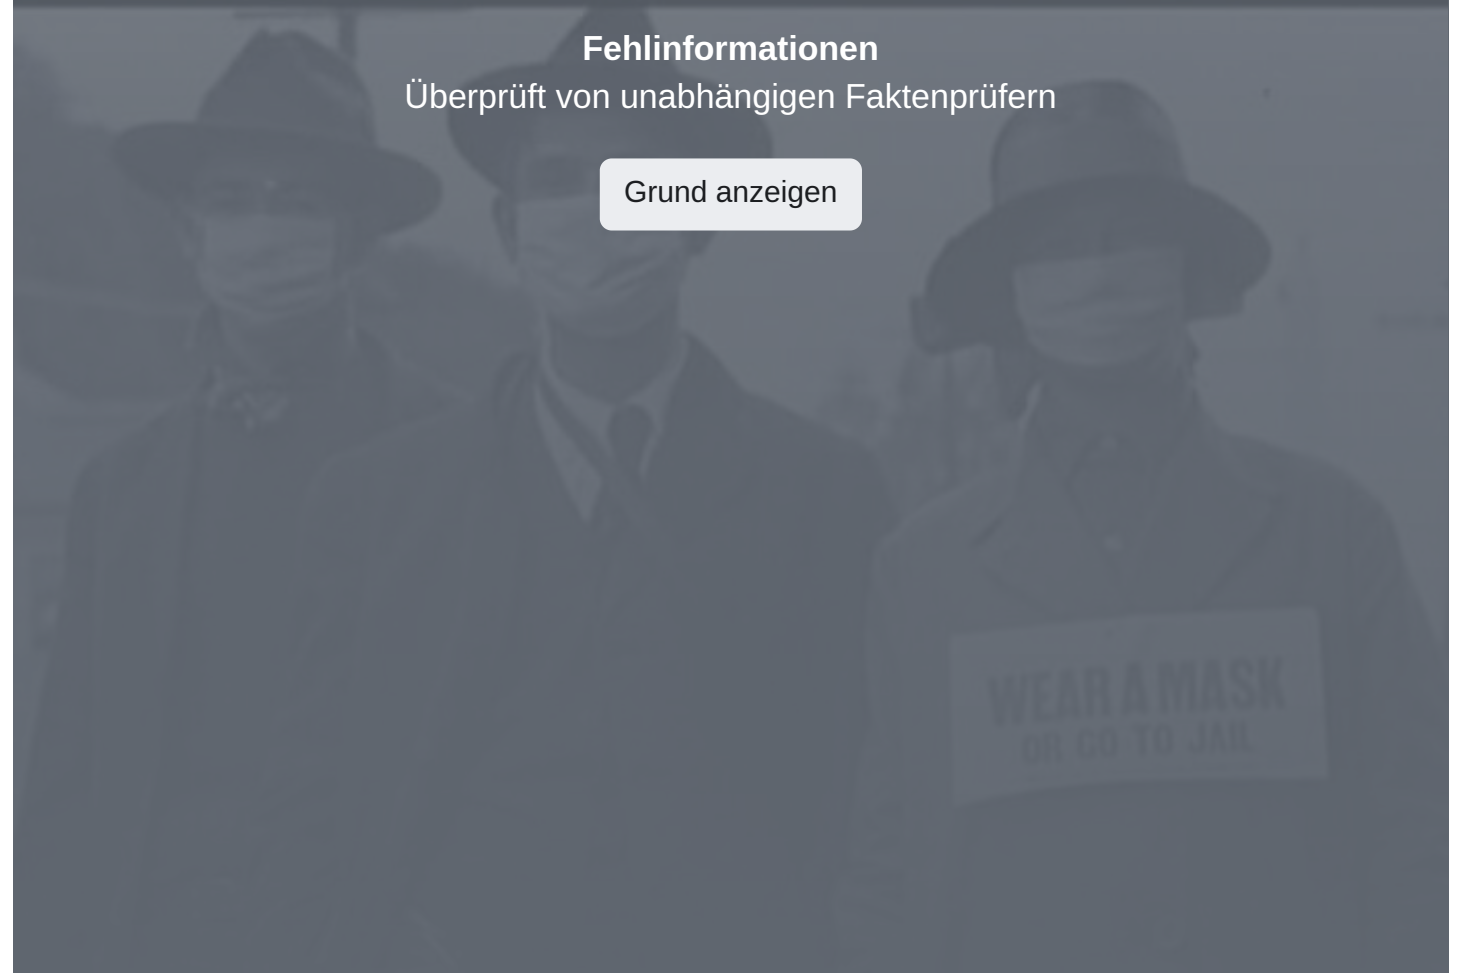 Fehlinformationen
Überprüft von unabhängigen Faktenprüfern
Grund anzeigen
WEAR A MASK
OR GO TO JAIL